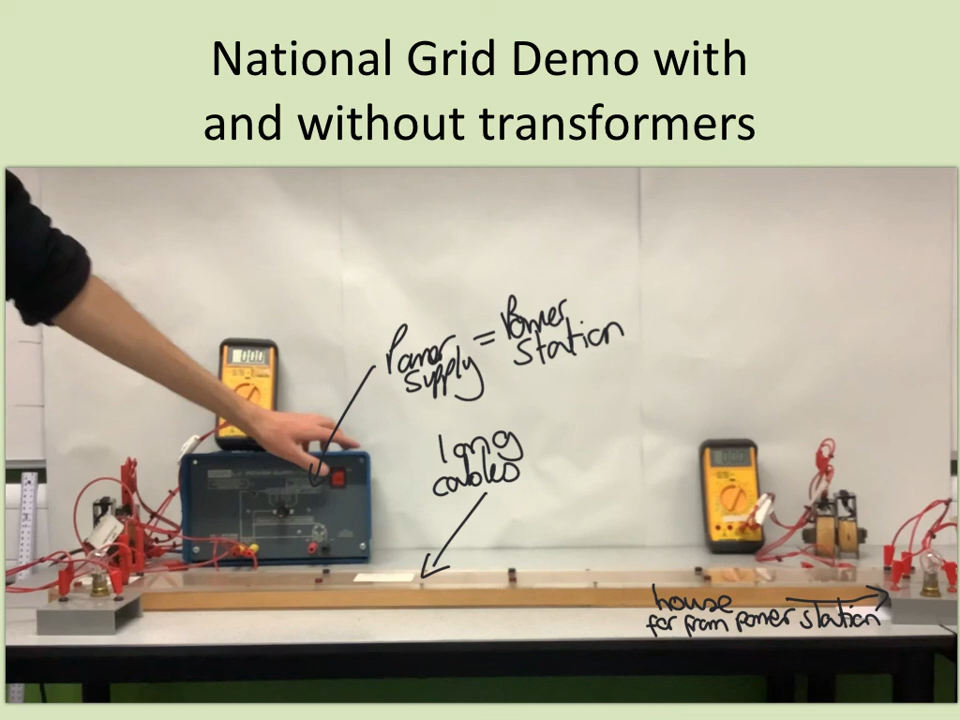 National Grid Demo with
and without transformers
Power
supply
= Power
station
long
cables
house
far from power station